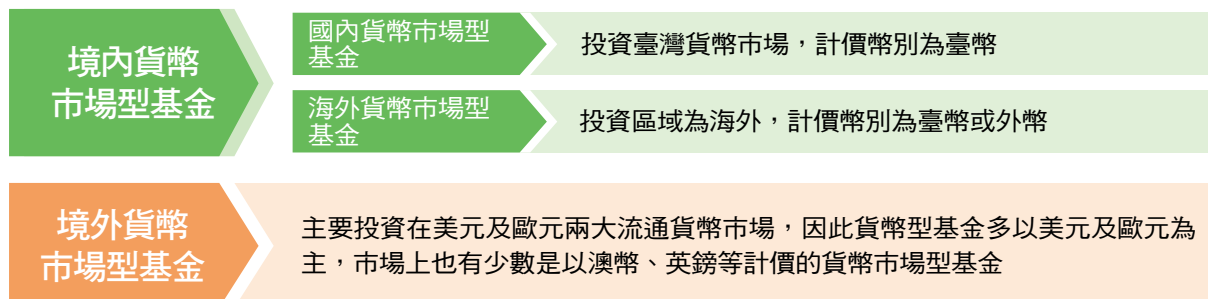 境內貨幣
市場型基金
國內貨幣市場型
基金
投資臺灣貨幣市場，計價幣別為臺幣
海外貨幣市場型
基金
投資區域為海外，計價幣別為臺幣或外幣
境外貨幣
市場型基金
主要投資在美元及歐元兩大流通貨幣市場，因此貨幣型基金多以美元及歐元為
主，市場上也有少數是以澳幣、英鎊等計價的貨幣市場型基金